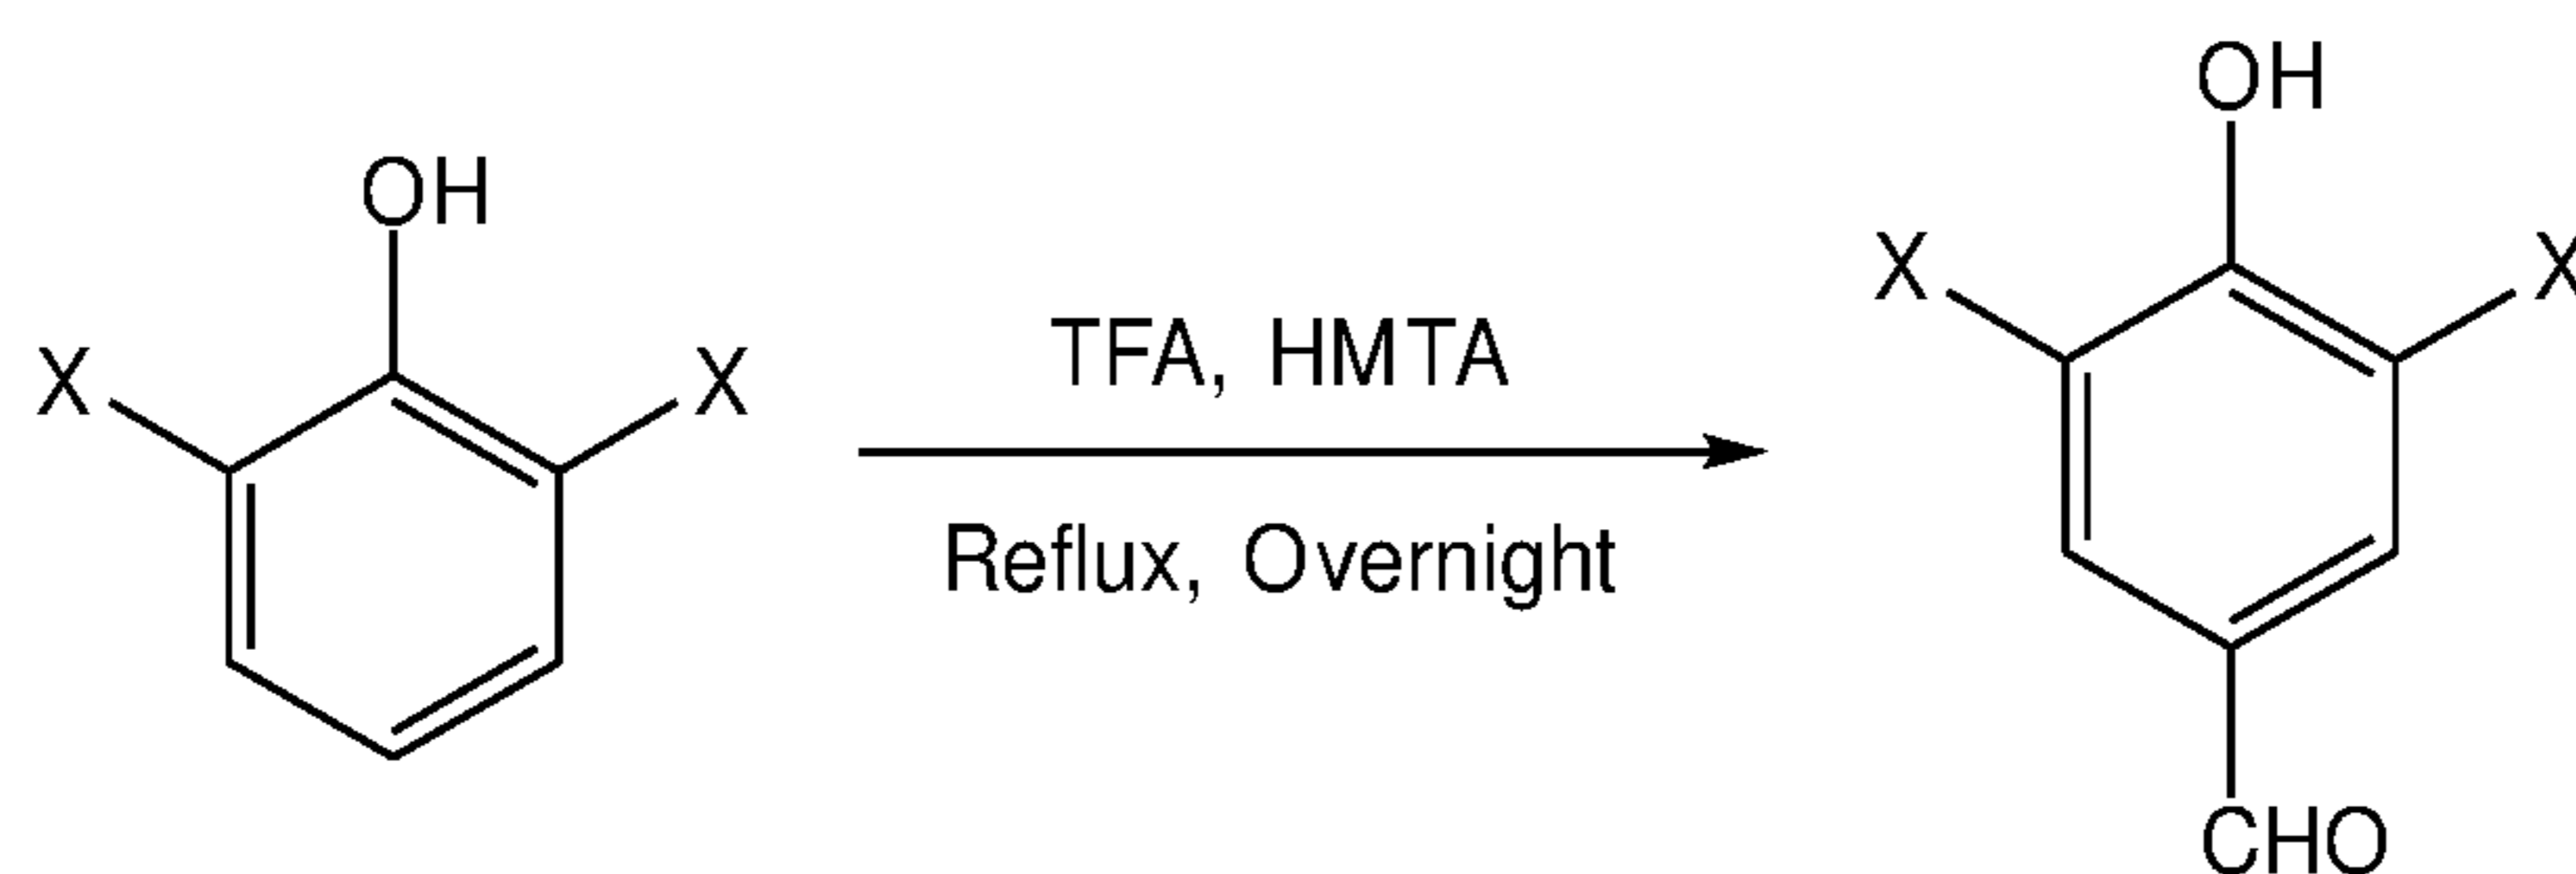 OH
X
X
TFA, HMTA
Reflux, Overnight
OH
X
X
CHO